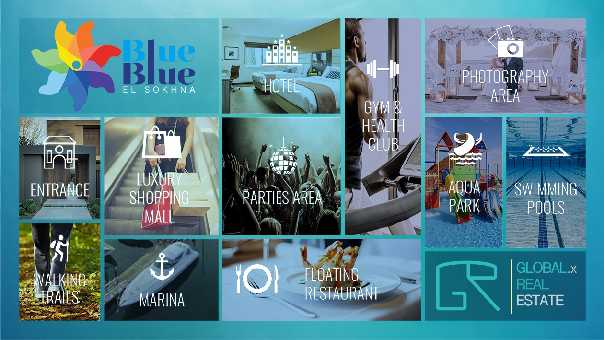 Blue
Blue
EL SOKHNA
HOTEL
GYM &
HEALTH
CLUB
PHOTOGRAPHY
AREA
ENTRANCE
LUXURY
SHOPPING
MALL
PARTIES AREA
AQUA
PARK
SWIMMING
POOLS
WALKING
TRAILS
MARINA
FLOATING
RESTAURANT
GR
GLOBAL.x
REAL
ESTATE